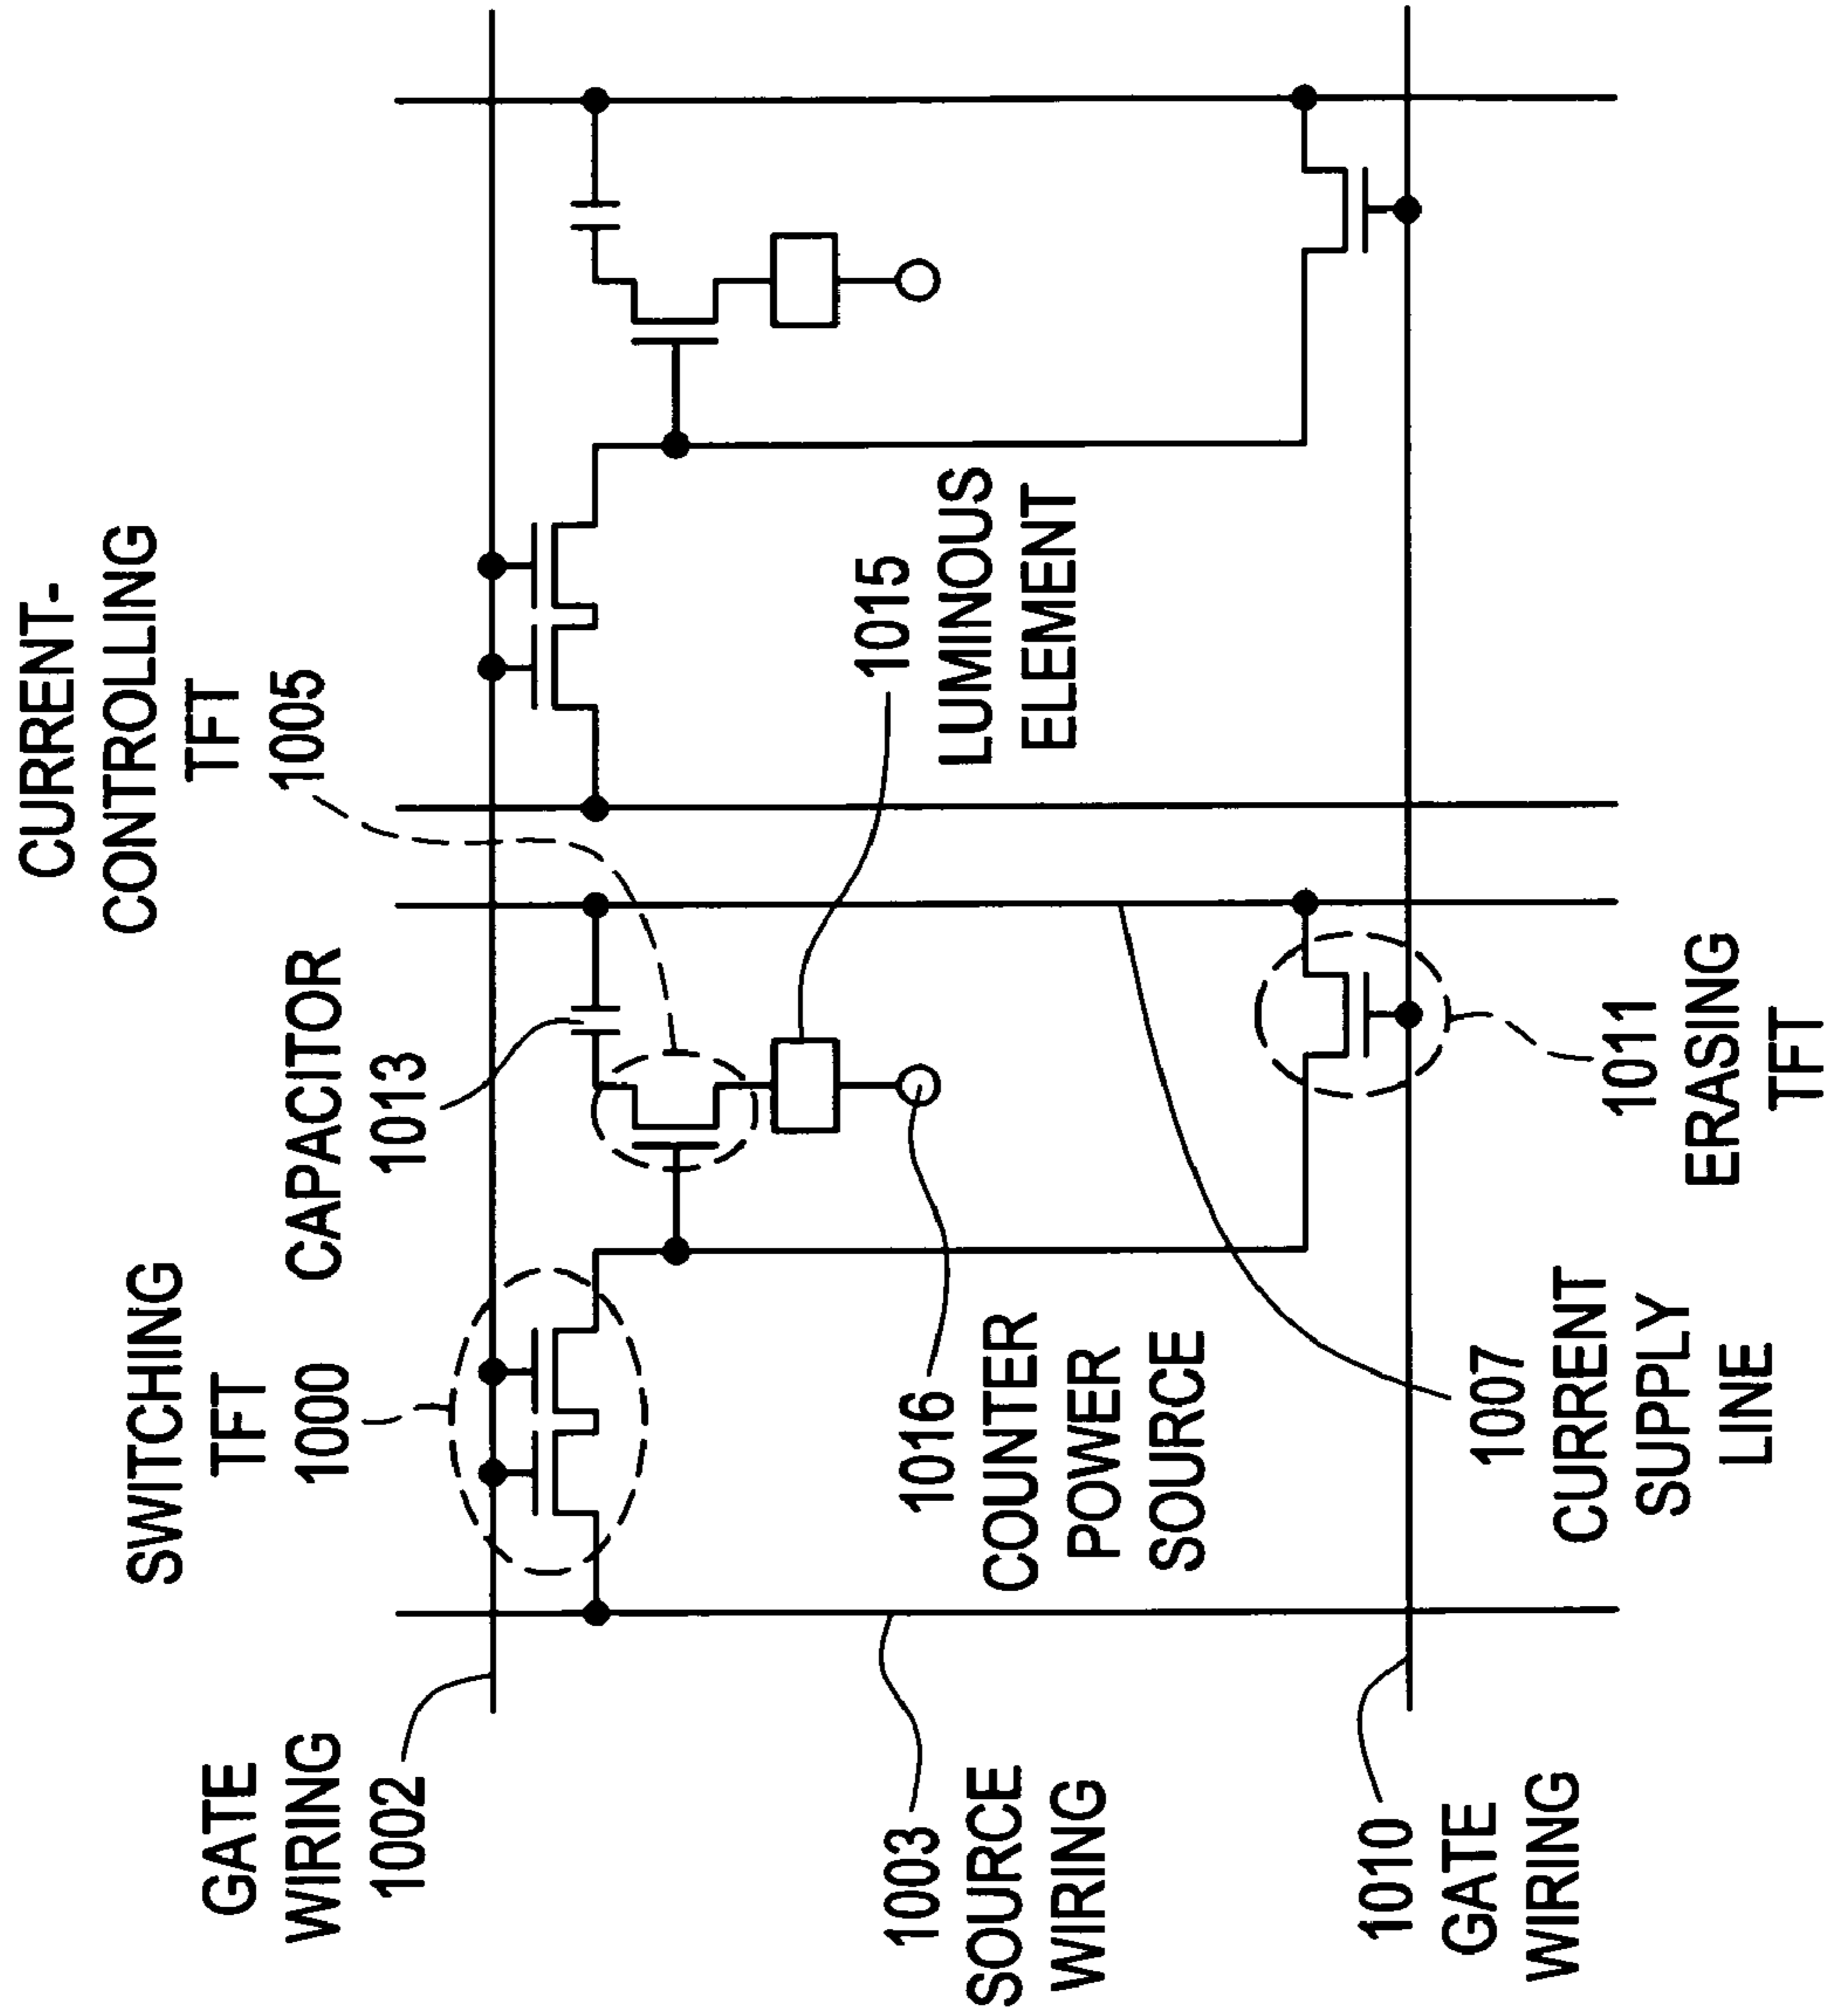 CURRENT-
CONTROLLING
TFT
1005
SWITCHING
TFT
1000
CAPACITOR
1013
GATE
WIRING
1002
1015
LUMINOUS
ELEMENT
1016
COUNTER
POWER
SOURCE
1003
SOURCE
WIRING
1010
GATE
WIRING
1007
CURRENT
SUPPLY
LINE
1011
ERASING
TFT